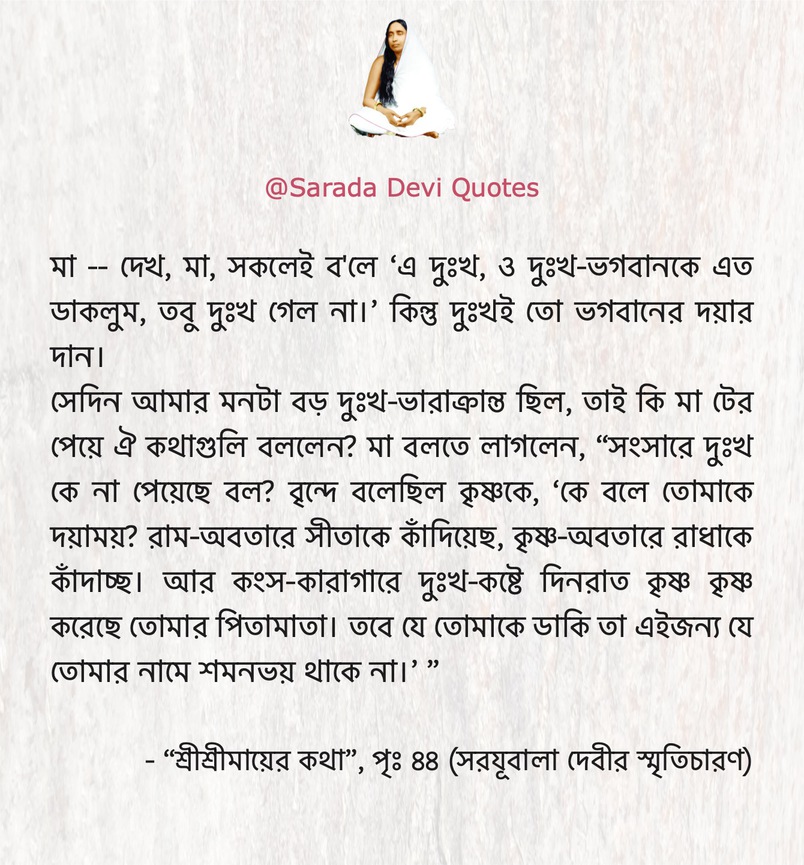 @Sarada Devi Quotes
মা -- দেখ, মা, সকলেই ব'লে ‘এ দুঃখ, ও দুঃখ-ভগবানকে এত
ডাকলুম, তবু দুঃখ গেল না।’ কিন্তু দুঃখই তো ভগবানের দয়ার
দান।
সেদিন আমার মনটা বড় দুঃখ-ভারাক্রান্ত ছিল, তাই কি মা টের
পেয়ে ঐ কথাগুলি বললেন? মা বলতে লাগলেন, “সংসারে দুঃখ
কে না পেয়েছে বল? বৃন্দে বলেছিল কৃষ্ণকে, ‘কে বলে তোমাকে
দয়াময়? রাম-অবতারে সীতাকে কাঁদিয়েছ, কৃষ্ণ-অবতারে রাধাকে
কাঁদাচ্ছ। আর কংস-কারাগারে দুঃখ-কষ্টে দিনরাত কৃষ্ণ কৃষ্ণ
করেছে তোমার পিতামাতা। তবে যে তোমাকে ডাকি তা এইজন্য যে
তোমার নামে শমনভয় থাকে না।’ ”
- “শ্রীশ্রীমায়ের কথা”, পৃঃ ৪৪ (সরযূবালা দেবীর স্মৃতিচারণ)